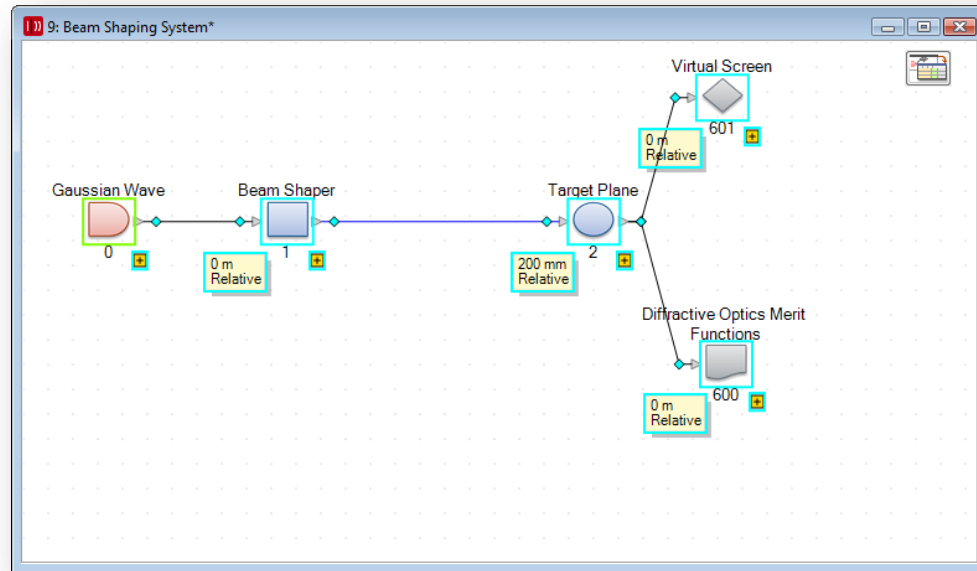 9: Beam Shaping System*
Virtual Screen
601
0 m
Relative
Gaussian Wave
0
Beam Shaper
1
0 m
Relative
Target Plane
2
200 mm
Relative
Diffractive Optics Merit
Functions
600
0 m
Relative